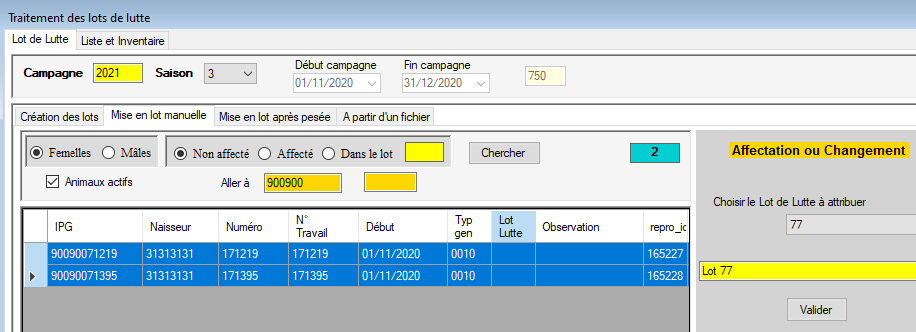 Traitement des lots de lutte
Lot de Lutte Liste et Inventaire
Début campagne Fin campagne
Campagne 2021 Saison 3 01/11/2020 31/12/2020 750
Création des lots Mise en lot manuelle Mise en lot après pesée A partir d'un fichier
Femelles Mâles Non affecté Affecté Dans le lot Chercher 2
Animaux actifs Aller à 900900
Affectation ou Changement
Choisir le Lot de Lutte à attribuer
77
Lot 77
Valider
IPG Naisseur Numéro N° Travail Début Typ gen Lot Lutte Observation repro_ic
90090071219 31313131 171219 171219 01/11/2020 0010 165227
90090071395 31313131 171395 171395 01/11/2020 0010 165228